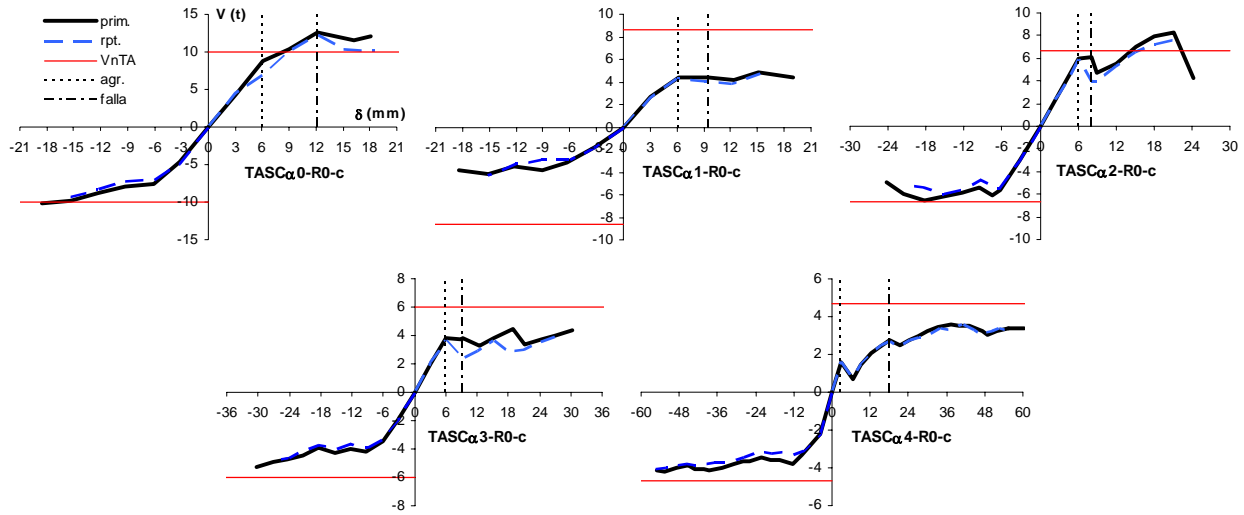 prim.
rpt.
VnTA
agr.
falla
V (t)
δ (mm)
15
10
5
0
-5
-10
-15
-21 -18 -15 -12 -9 -6 -3 0 3 6 9 12 15 18 21
TASCα0-R0-c
10
8
6
4
2
0
-2
-4
-6
-8
-10
-21 -18 -15 -12 -9 -6 -3 0 3 6 9 12 15 18 21
TASCα1-R0-c
10
8
6
4
2
0
-2
-4
-6
-8
-10
-30 -24 -18 -12 -6 0 6 12 18 24 30
TASCα2-R0-c
8
6
4
2
0
-2
-4
-6
-8
-36 -30 -24 -18 -12 -6 0 6 12 18 24 30 36
TASCα3-R0-c
6
4
2
0
-2
-4
-6
-60 -48 -36 -24 -12 0 12 24 36 48 60
TASCα4-R0-c